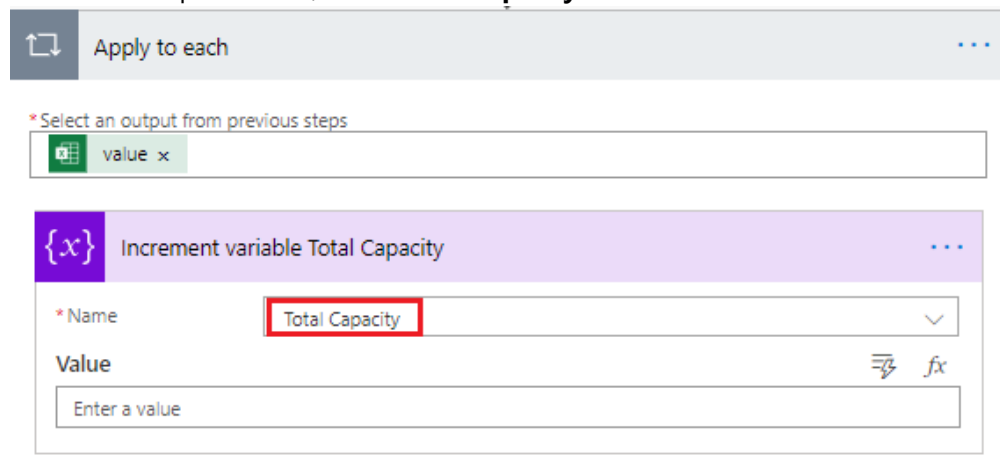 Apply to each
...
* Select an output from previous steps
value ×
{x} Increment variable Total Capacity
...
* Name
Total Capacity
Value
fx
Enter a value